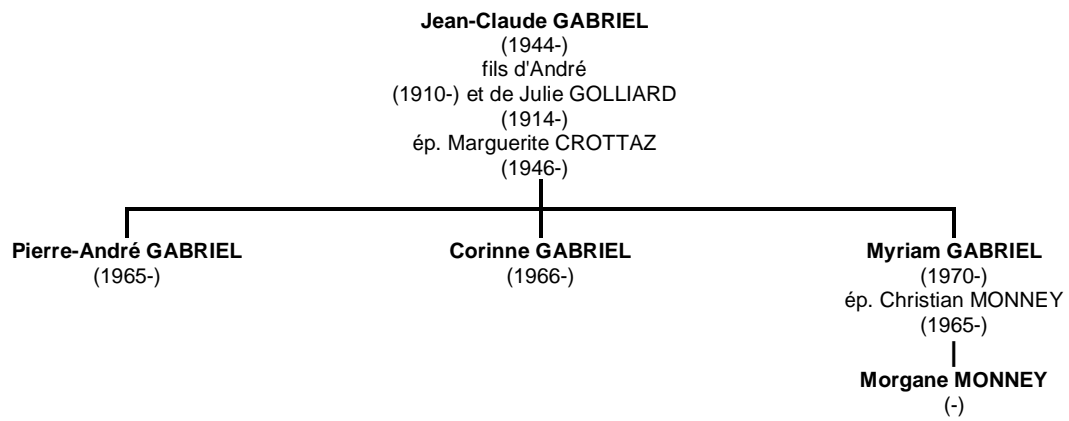 Jean-Claude GABRIEL
(1944-)
fils d'André
(1910-) et de Julie GOLLIARD
(1914-)
ép. Marguerite CROTTAZ
(1946-)
Pierre-André GABRIEL
(1965-)
Corinne GABRIEL
(1966-)
Myriam GABRIEL
(1970-)
ép. Christian MONNEY
(1965-)
Morgane MONNEY
(-)